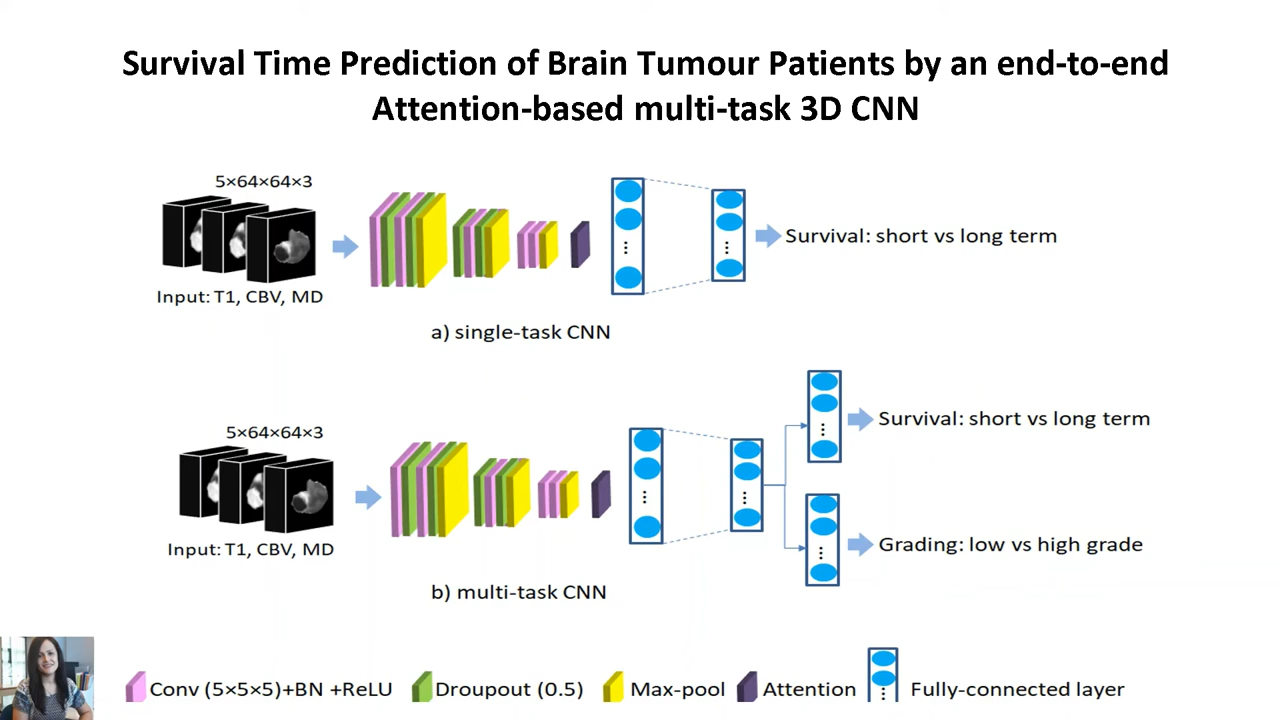 Survival Time Prediction of Brain Tumour Patients by an end-to-end
Attention-based multi-task 3D CNN
5×64×64×3
Input: T1, CBV, MD
Survival: short vs long term
a) single-task CNN
5×64×64×3
Input: T1, CBV, MD
Survival: short vs long term
Grading: low vs high grade
b) multi-task CNN
Conv (5×5×5)+BN +ReLU
Droupout (0.5)
Max-pool
Attention
Fully-connected layer